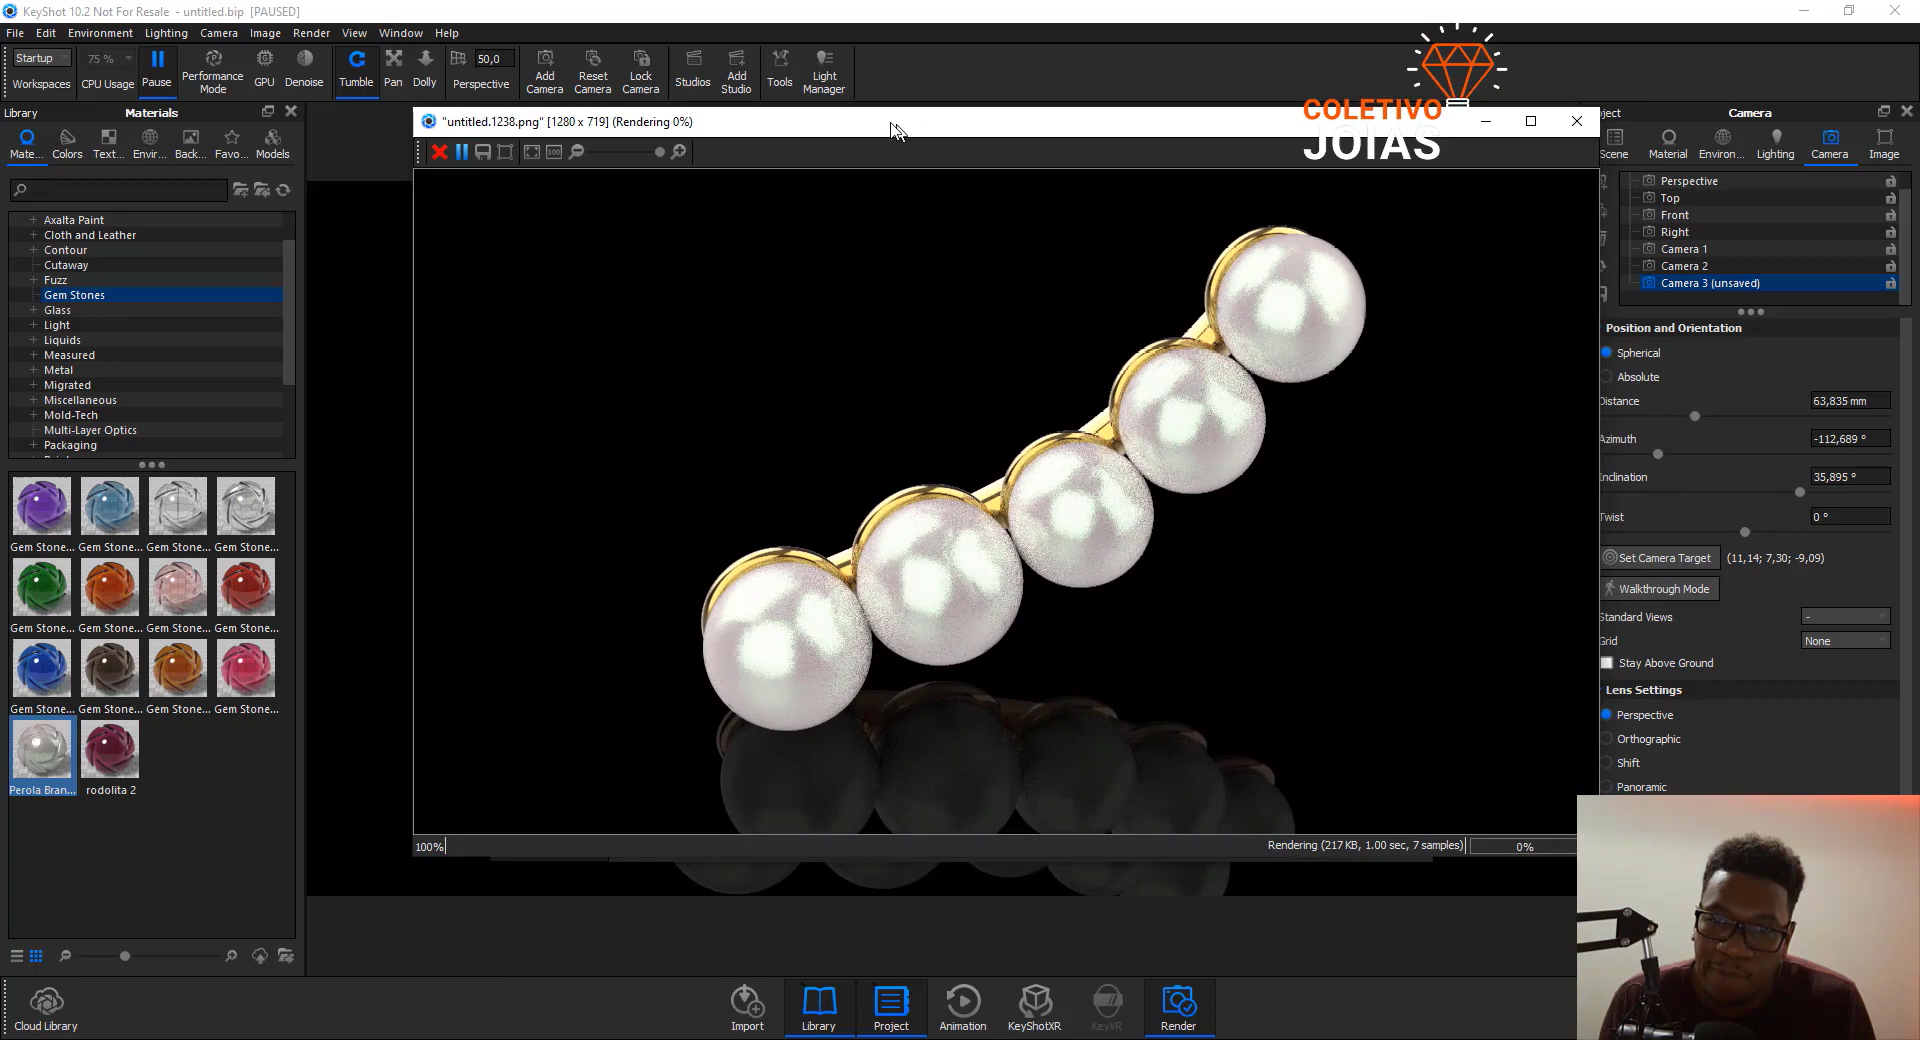 KeyShot 10.2 Not For Resale - untitled.bip [PAUSED]
File Edit Environment Lighting Camera Image Render View Window Help
Startup 75 % 50,0
Workspaces CPU Usage Pause Performance Mode GPU Denoise Tumble Pan Dolly Perspective Add Camera Reset Camera Lock Camera Studios Add Studio Tools Light Manager
COLETIVO
JOIAS
Library Materials
Mate... Colors Text... Envir... Back... Favo... Models
Axalta Paint
Cloth and Leather
Contour
Cutaway
Fuzz
Gem Stones
Glass
Light
Liquids
Measured
Metal
Migrated
Miscellaneous
Mold-Tech
Multi-Layer Optics
Packaging
Gem Stone... Gem Stone... Gem Stone... Gem Stone...
Gem Stone... Gem Stone... Gem Stone... Gem Stone...
Gem Stone... Gem Stone... Gem Stone... Gem Stone...
Perola Bran... rodolita 2
"untitled.1238.png" [1280 x 719] (Rendering 0%)
100
100%
Rendering (217 KB, 1.00 sec, 7 samples) 0%
ject Camera
Scene Material Environ... Lighting Camera Image
Perspective
Top
Front
Right
Camera 1
Camera 2
Camera 3 (unsaved)
Position and Orientation
Spherical
Absolute
Distance 63,835 mm
Azimuth -112,689 °
Inclination 35,895 °
Twist 0 °
Set Camera Target (11,14; 7,30; -9,09)
Walkthrough Mode
Standard Views -
Grid None
Stay Above Ground
Lens Settings
Perspective
Orthographic
Shift
Panoramic
Cloud Library Import Library Project Animation KeyShotXR KeyVR Render